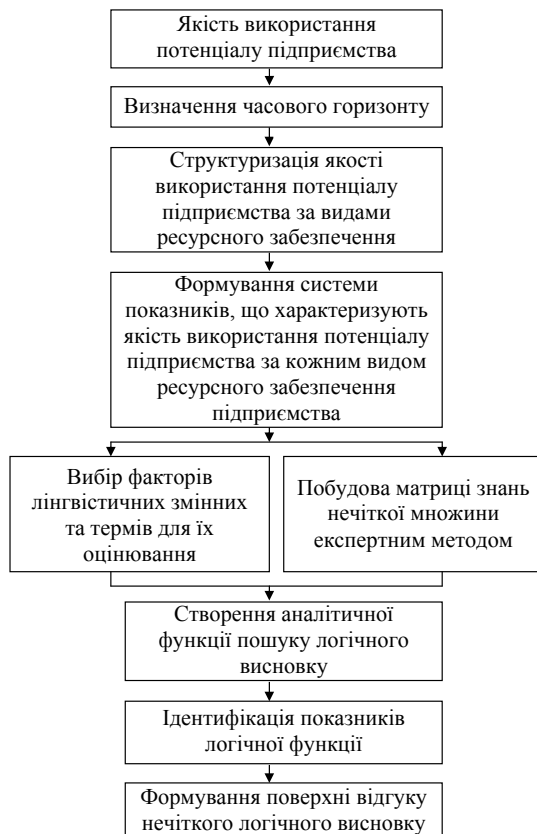 Якість використання
потенціалу підприємства
Визначення часового горизонту
Структуризація якості
використання потенціалу
підприємства за видами
ресурсного забезпечення
Формування системи
показників, що характеризують
якість використання потенціалу
підприємства за кожним видом
ресурсного забезпечення
підприємства
Вибір факторів
лінгвістичних змінних
та термів для їх
оцінювання
Побудова матриці знань
нечіткої множини
експертним методом
Створення аналітичної
функції пошуку логічного
висновку
Ідентифікація показників
логічної функції
Формування поверхні відгуку
нечіткого логічного висновку